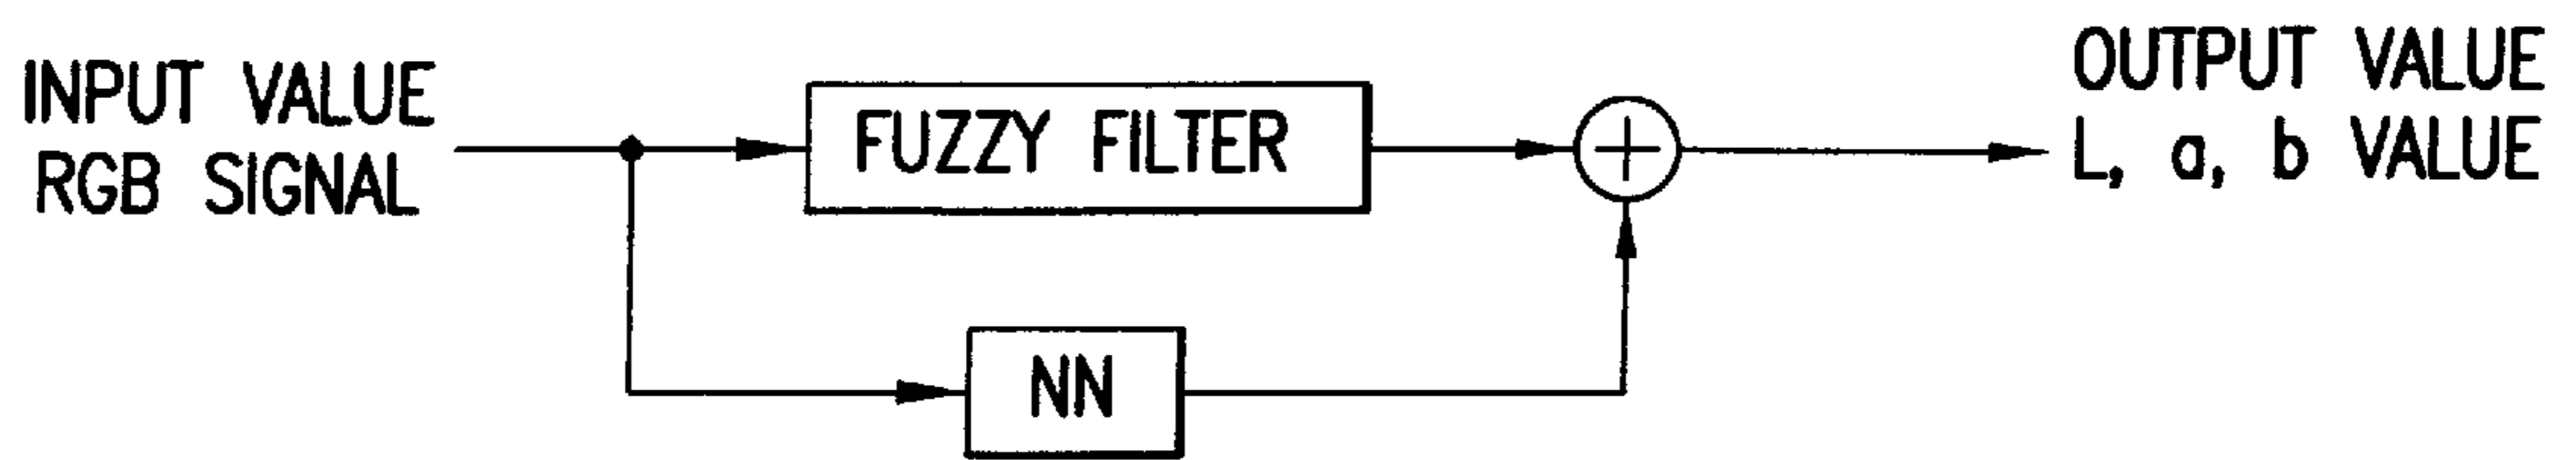 INPUT VALUE
RGB SIGNAL
FUZZY FILTER
NN
OUTPUT VALUE
L, a, b VALUE